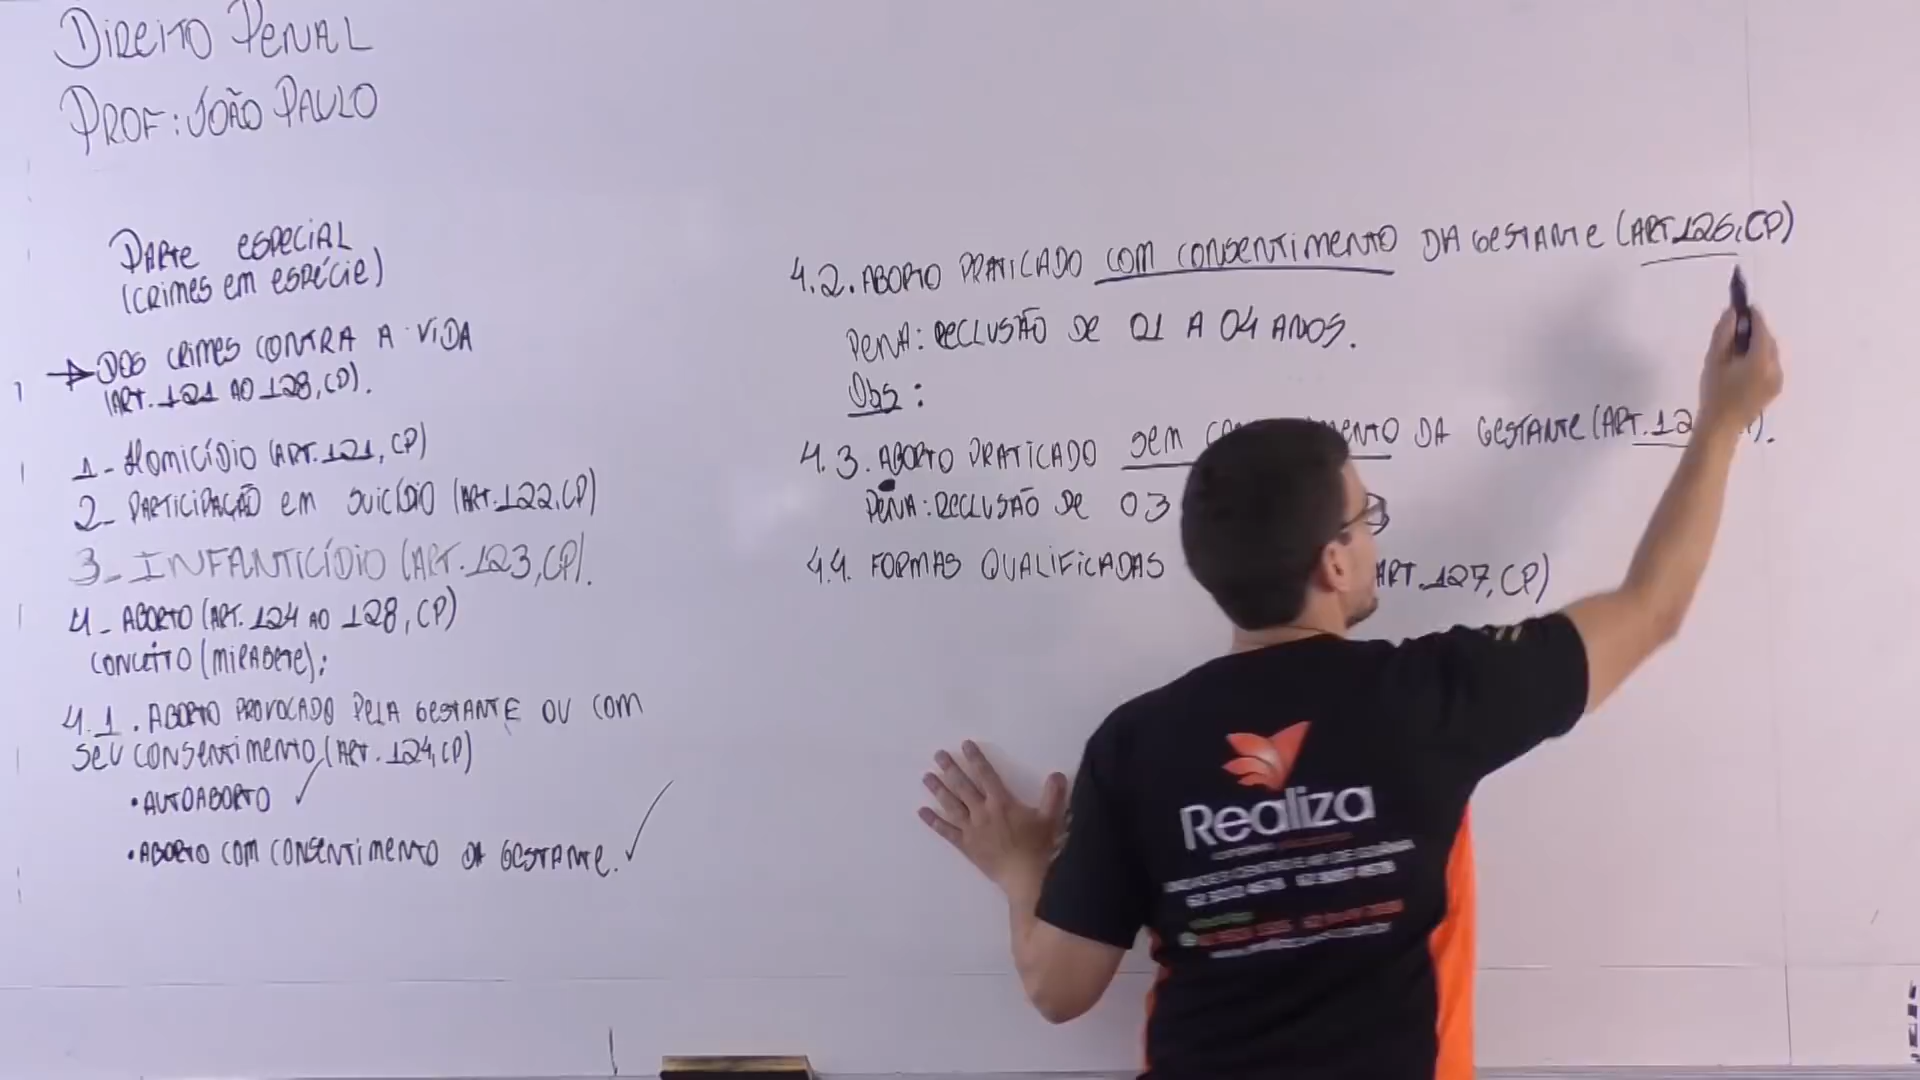 DIREITO PENAL
PROF: JOÃO PAULO
PARTE ESPECIAL
(CRIMES EM ESPÉCIE)
DOS CRIMES CONTRA A VIDA
(ART. 121 AO 128, CP).
1- HOMICÍDIO (ART. 121, CP)
2- PARTICIPAÇÃO EM SUICÍDIO (ART. 122, CP)
3- INFANTICÍDIO (ART. 123, CP).
4- ABORTO (ART. 124 AO 128, CP)
CONCEITO (MIRABETE):
4.1. ABORTO PROVOCADO PELA GESTANTE OU COM
SEU CONSENTIMENTO (ART. 124, CP)
• AUTOABORTO ✓
• ABORTO COM CONSENTIMENTO DA GESTANTE. ✓
4.2. ABORTO PRATICADO COM CONSENTIMENTO DA GESTANTE (ART. 126, CP)
PENA: RECLUSÃO DE 01 A 04 ANOS.
Obs:
4.3. ABORTO PRATICADO SEM DA GESTANTE (ART. 12
PENA: RECLUSÃO DE 03
4.4. FORMAS QUALIFICADAS ART. 127, CP)
Realiza